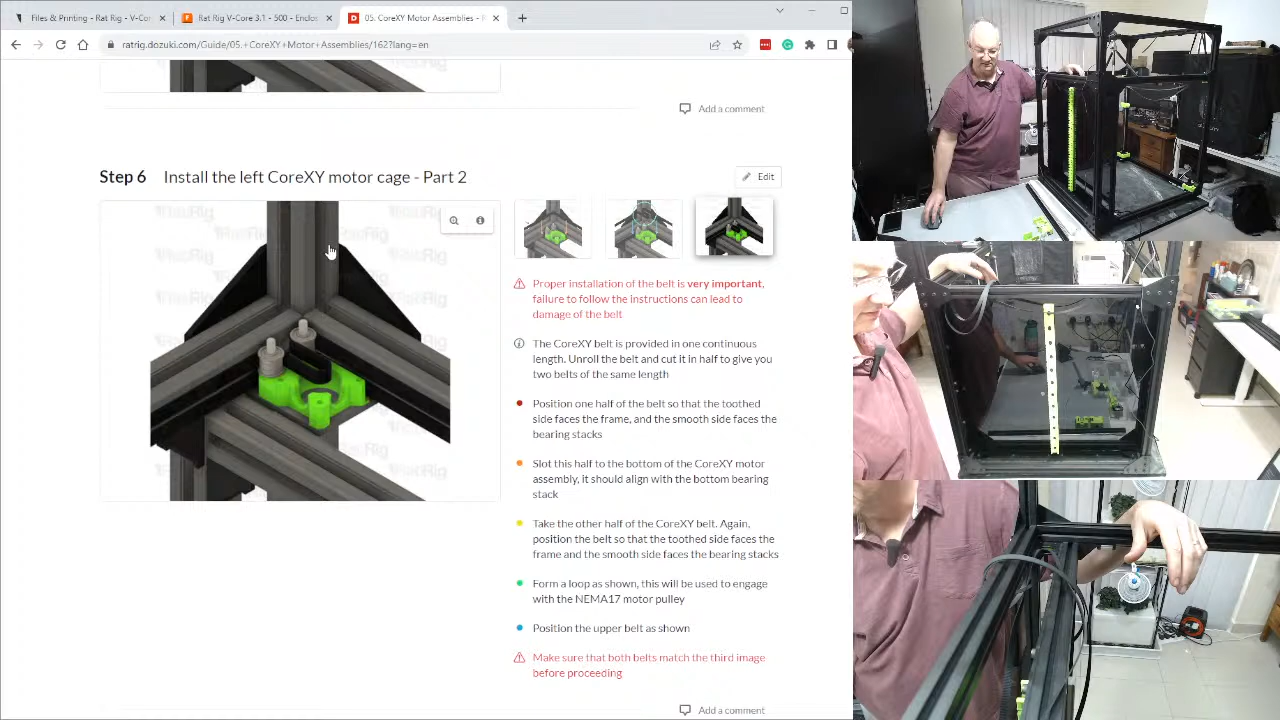 Files & Printing - Rat Rig V-Co
Rat Rig V-Core 3.1 - 500 - Enclos
05. CoreXY Motor Assemblies - R
ratrig.dozuki.com/Guide/05.+CoreXY+Motor+Assemblies/162?lang=en
Add a comment
Step 6 Install the left CoreXY motor cage - Part 2
Edit
Proper installation of the belt is very important,
failure to follow the instructions can lead to
damage of the belt
The CoreXY belt is provided in one continuous
length. Unroll the belt and cut it in half to give you
two belts of the same length
Position one half of the belt so that the toothed
side faces the frame, and the smooth side faces the
bearing stacks
Slot this half to the bottom of the CoreXY motor
assembly, it should align with the bottom bearing
stack
Take the other half of the CoreXY belt. Again,
position the belt so that the toothed side faces the
frame and the smooth side faces the bearing stacks
Form a loop as shown, this will be used to engage
with the NEMA17 motor pulley
Position the upper belt as shown
Make sure that both belts match the third image
before proceeding
Add a comment